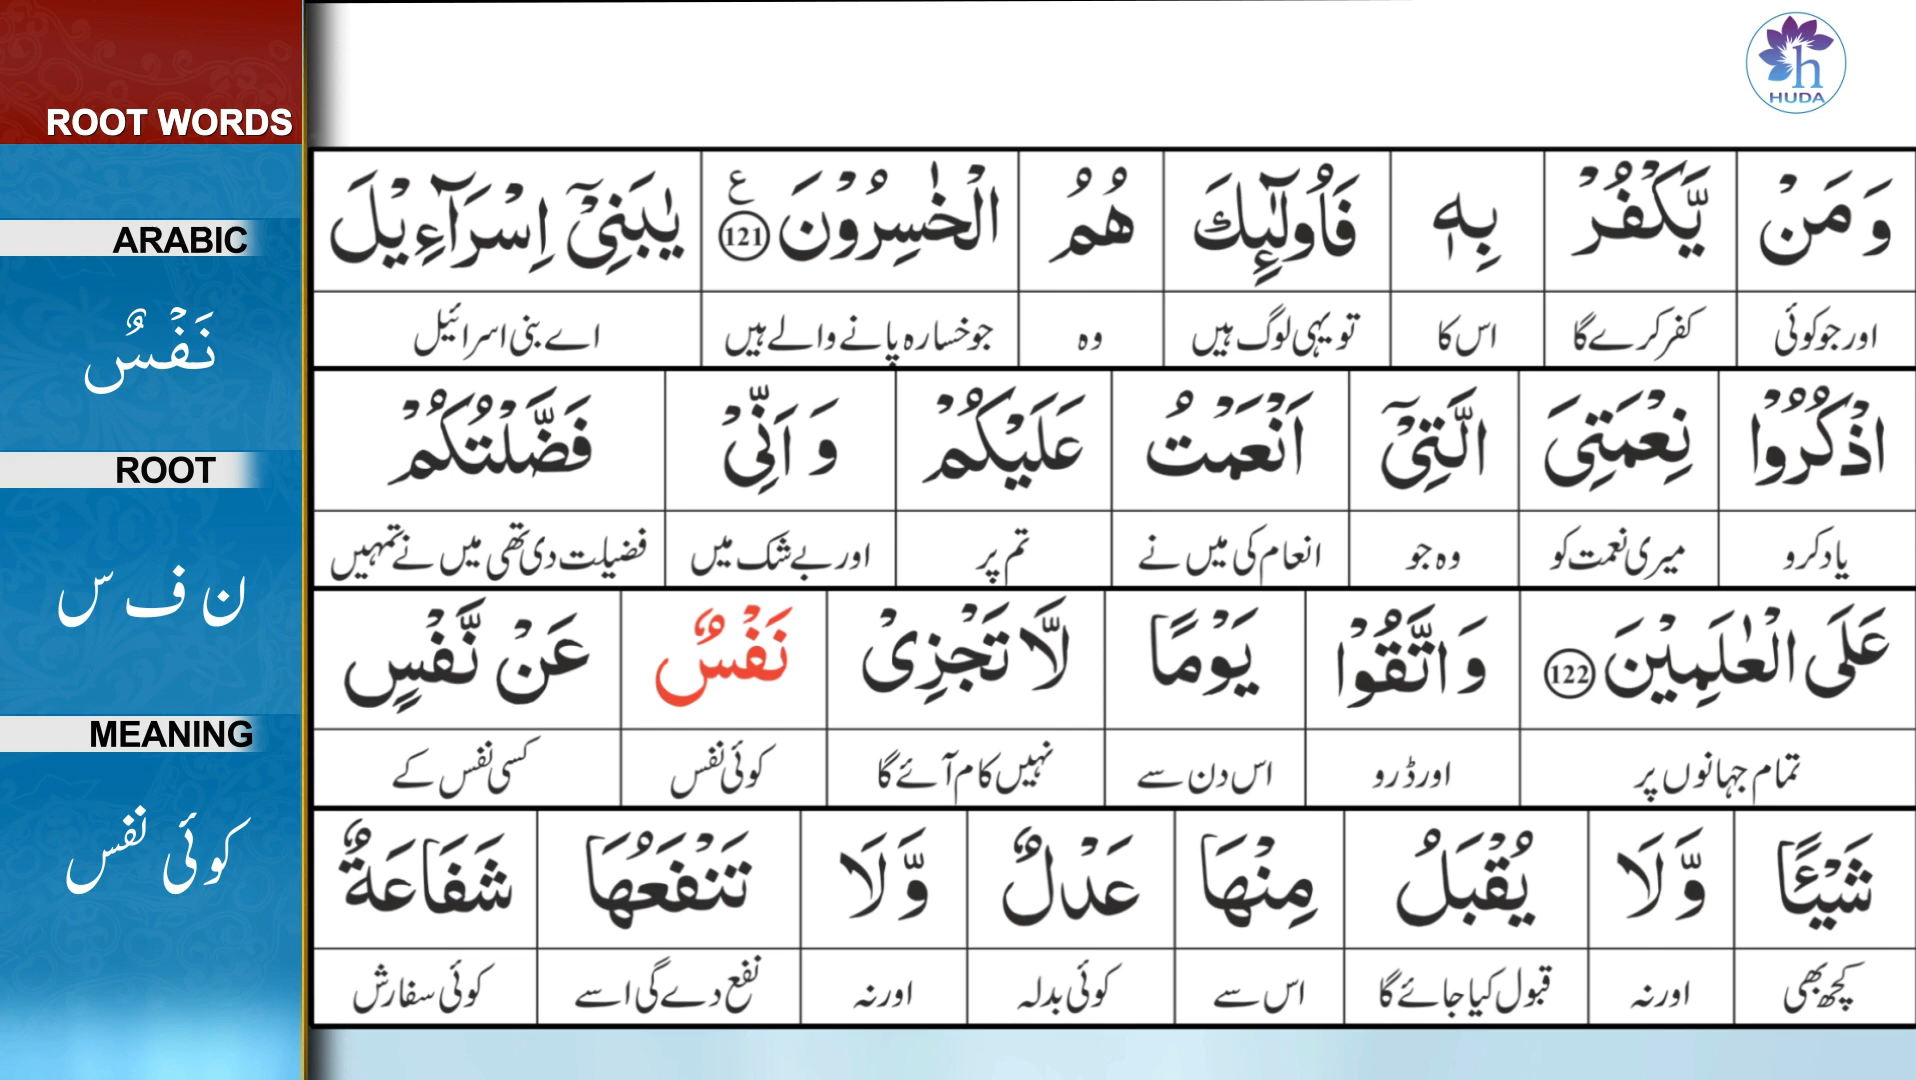 HUDA
ROOT WORDS
ARABIC
نَفْسٌ
ROOT
ن ف س
MEANING
کوئی نفس
وَ مَنْ يَّكْفُرْ بِهٖ فَاُولٰٓئِكَ هُمُ الْخٰسِرُوْنَ 121 ع يٰبَنِيْٓ اِسْرَآءِيْلَ
اور جو کوئی کفر کرے گا اس کا تو یہی لوگ ہیں وہ جو خسارہ پانے والے ہیں اے بنی اسرائیل
اذْكُرُوْا نِعْمَتِيَ الَّتِيْٓ اَنْعَمْتُ عَلَيْكُمْ وَ اَنِّيْ فَضَّلْتُكُمْ
یاد کرو میری نعمت کو وہ جو انعام کی میں نے تم پر اور بے شک میں فضیلت دی تھی میں نے تمہیں
عَلَى الْعٰلَمِيْنَ 122 وَ اتَّقُوْا يَوْمًا لَّا تَجْزِيْ نَفْسٌ عَنْ نَّفْسٍ
تمام جہانوں پر اور ڈرو اس دن سے نہیں کام آئے گا کوئی نفس کسی نفس کے
شَيْـًٔا وَّ لَا يُقْبَلُ مِنْهَا عَدْلٌ وَّ لَا تَنْفَعُهَا شَفَاعَةٌ
کچھ بھی اور نہ قبول کیا جائے گا اس سے کوئی بدلہ اور نہ نفع دے گی اسے کوئی سفارش